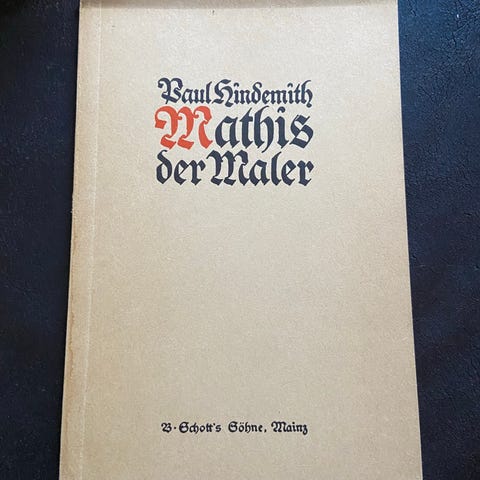 Paul Hindemith
Mathis
der Maler
B. Schott's Söhne, Mainz